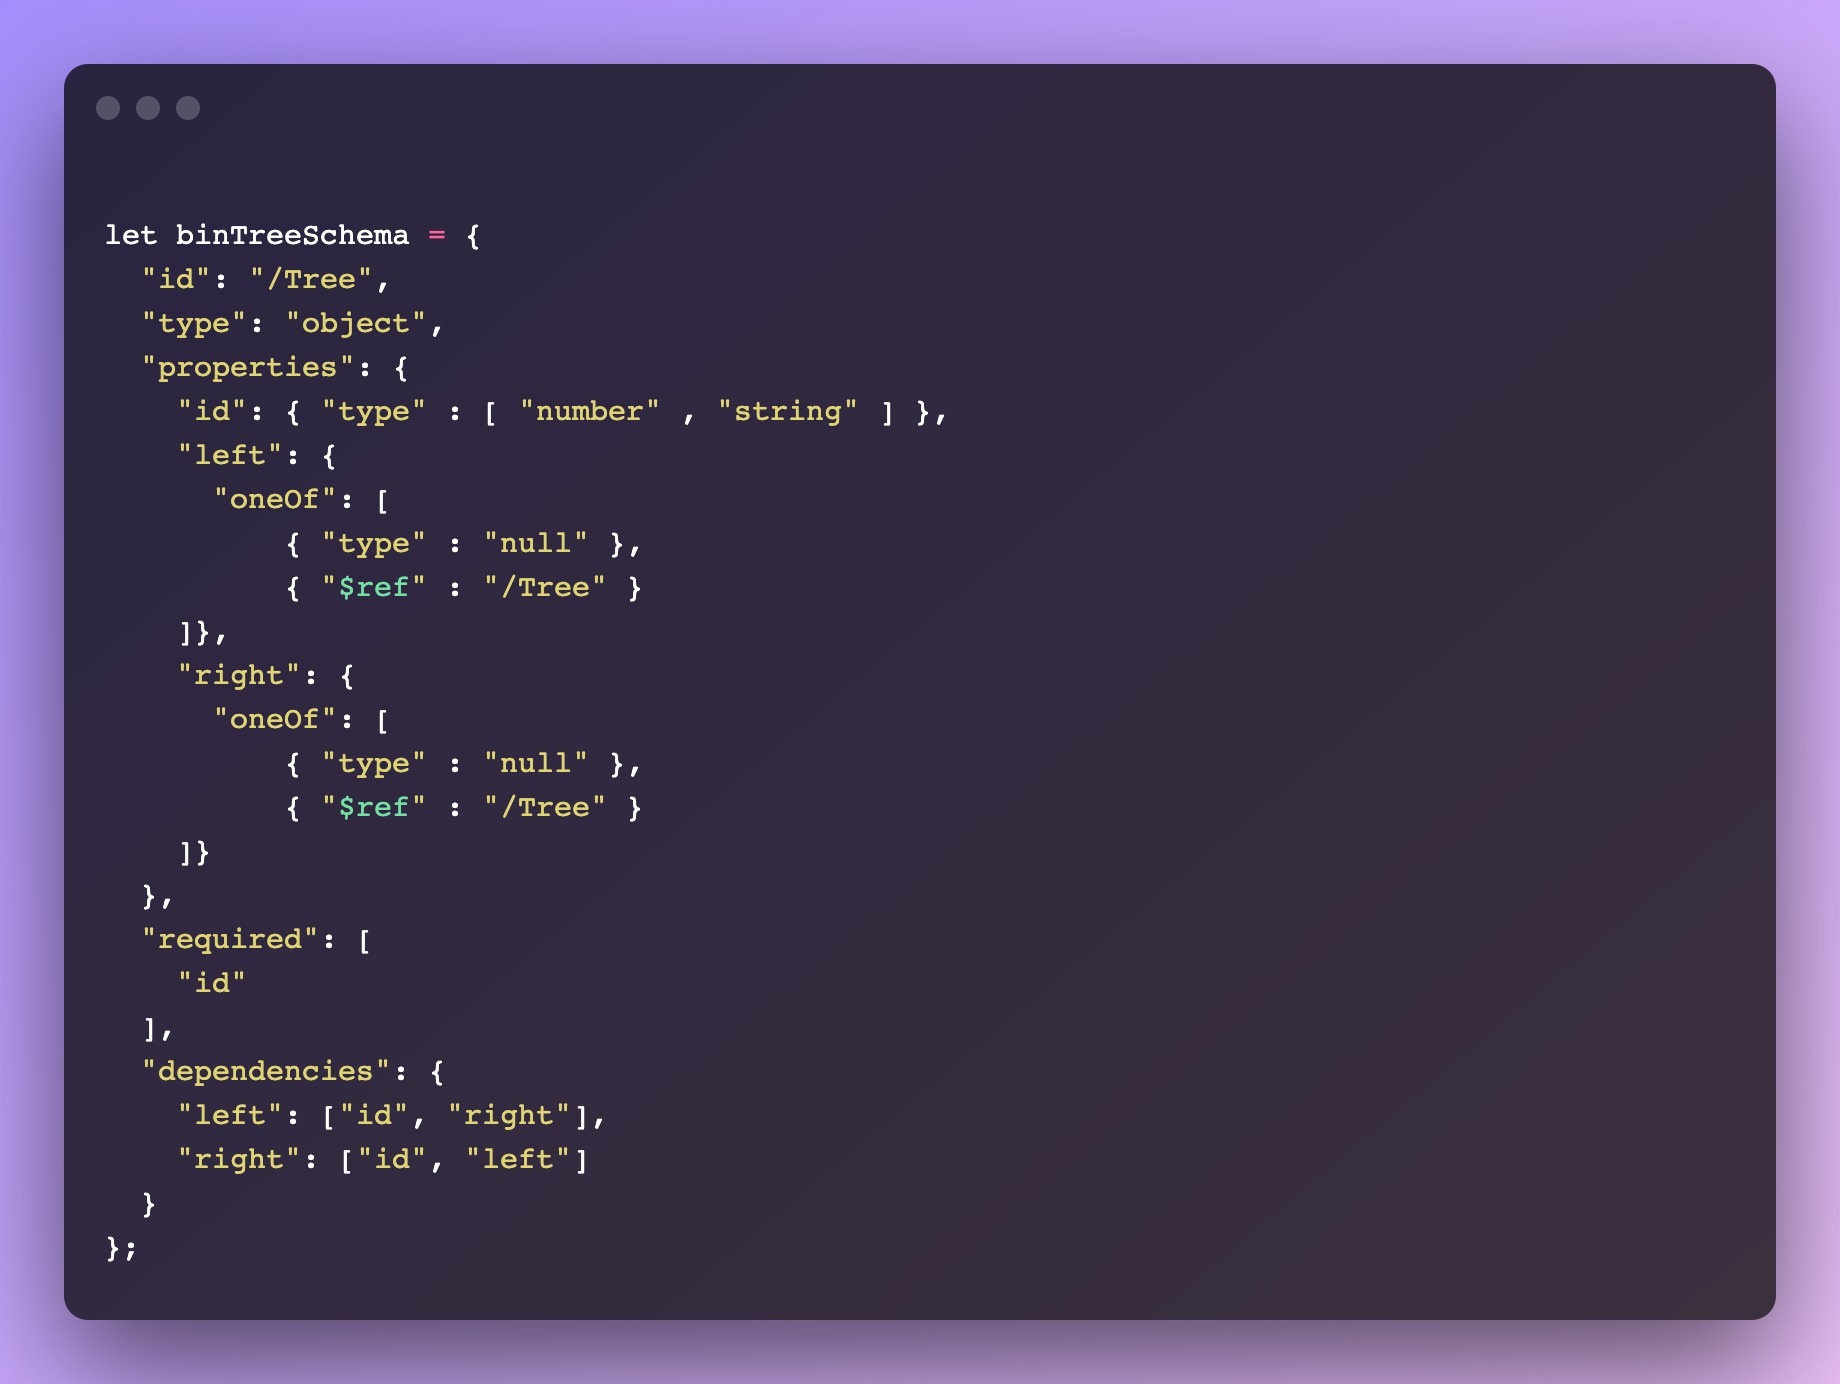 let binTreeSchema = {
  "id": "/Tree",
  "type": "object",
  "properties": {
    "id": { "type" : [ "number" , "string" ] },
    "left": {
      "oneOf": [
          { "type" : "null" },
          { "$ref" : "/Tree" }
    ]},
    "right": {
      "oneOf": [
          { "type" : "null" },
          { "$ref" : "/Tree" }
    ]}
  },
  "required": [
    "id"
  ],
  "dependencies": {
    "left": ["id", "right"],
    "right": ["id", "left"]
  }
};